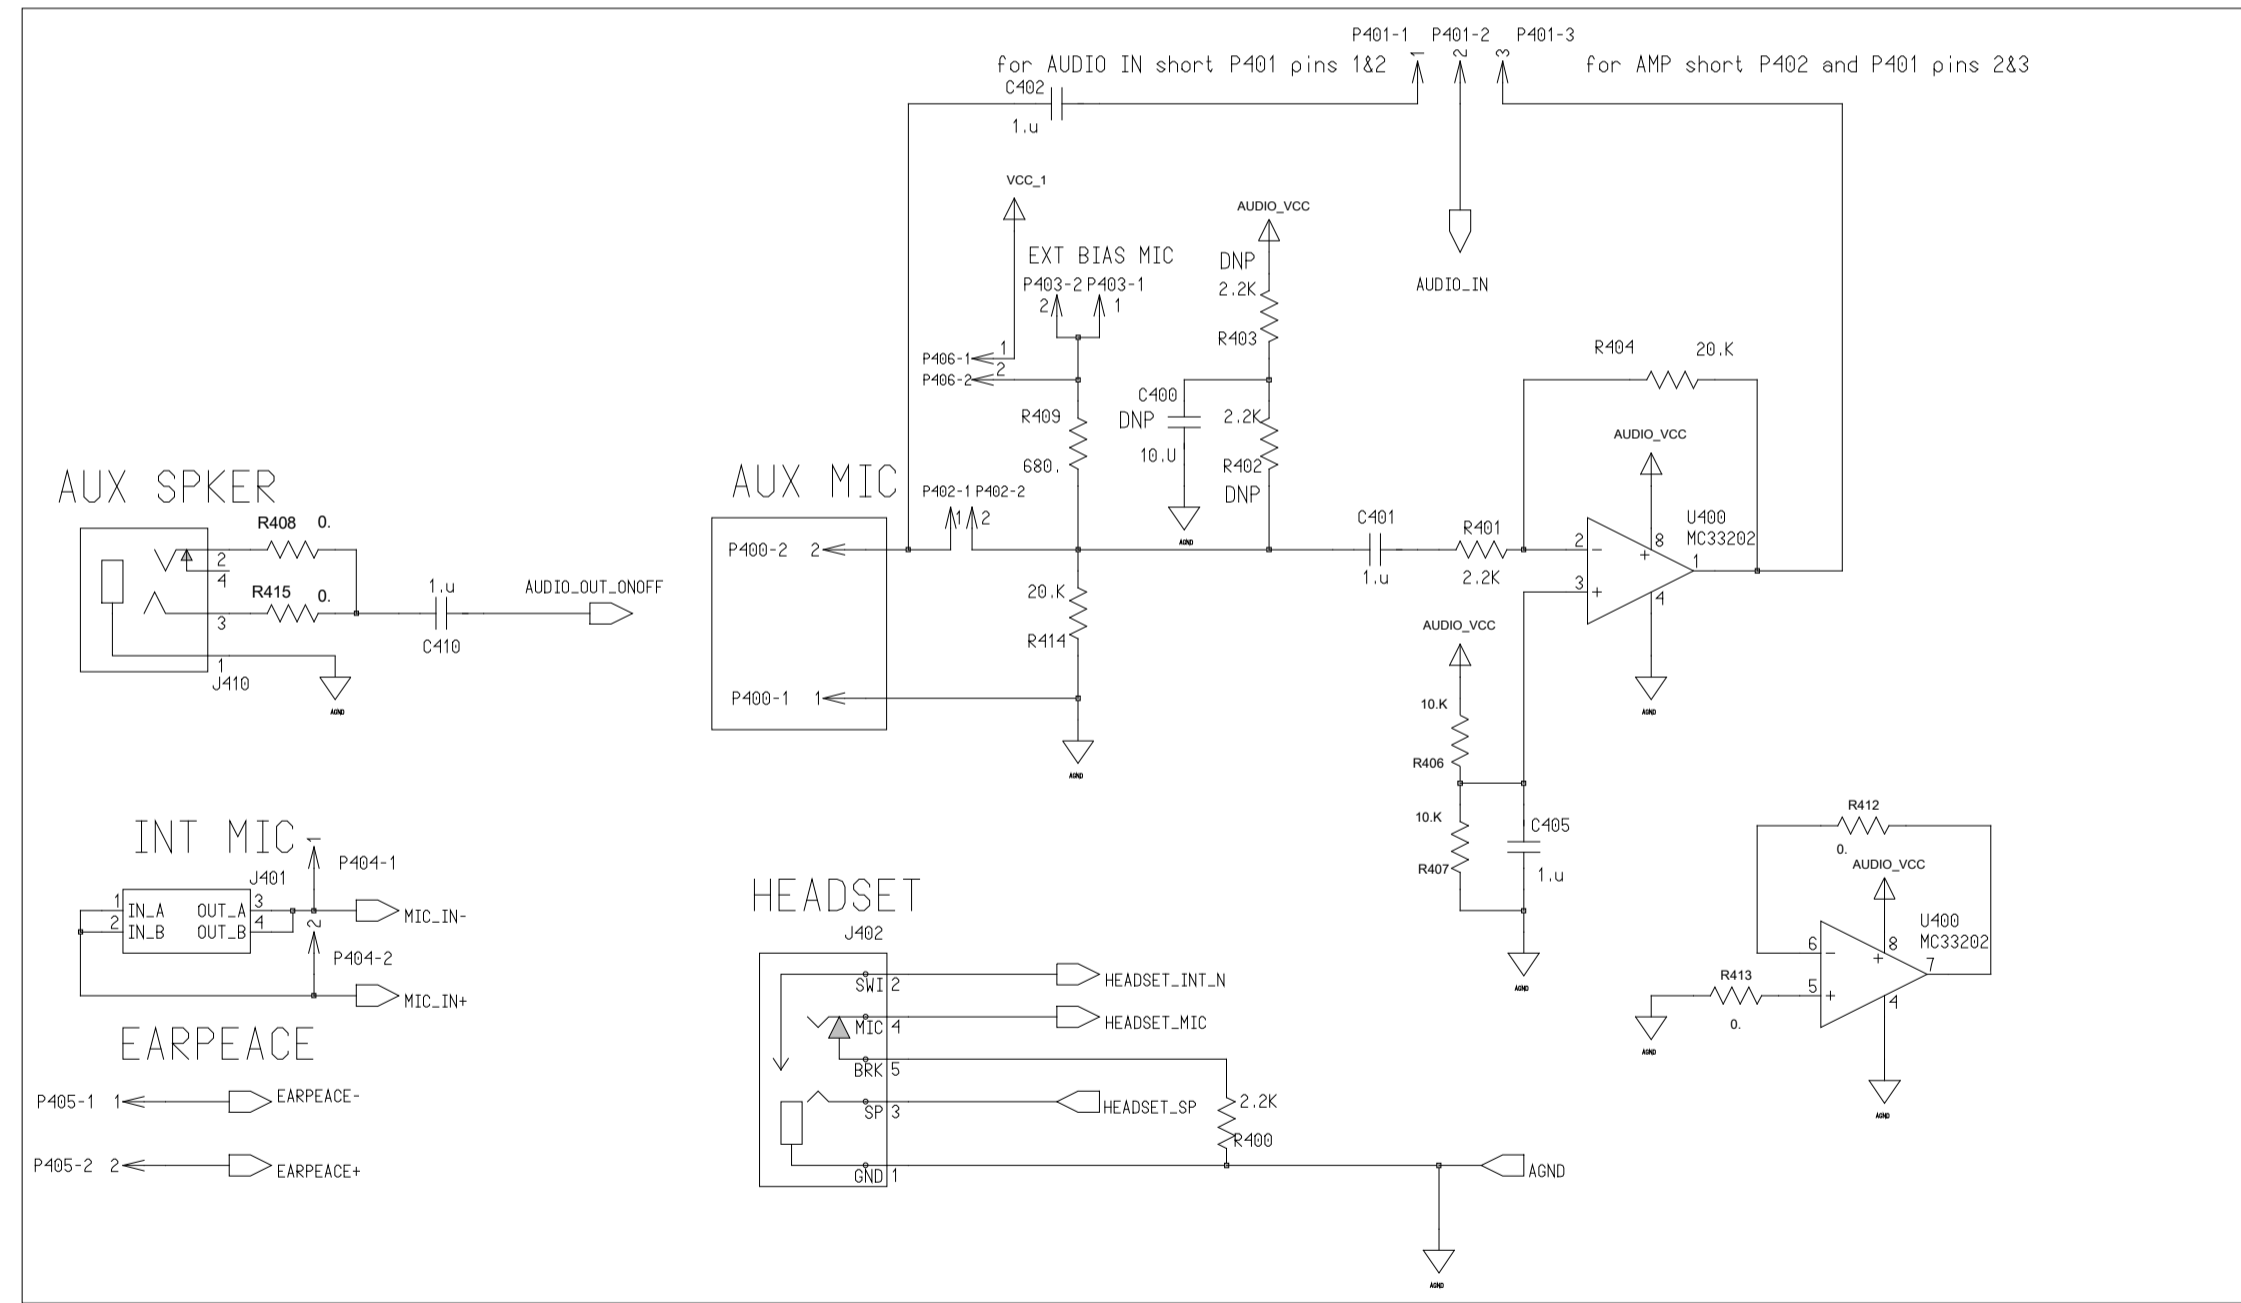 P401-1 P401-2 P401-3
1 2 3
for AUDIO IN short P401 pins 1&2
for AMP short P402 and P401 pins 2&3
C402
1.u
VCC_1
AUDIO_VCC
EXT BIAS MIC
P403-2 P403-1
2 1
DNP
2.2K
R403
AUDIO_IN
P406-1 1
P406-2 2
R404 20.K
R409
680.
C400
DNP
10.U
AGND
2.2K
R402
DNP
AUDIO_VCC
AUX SPKER
R408 0.
2
4
R415 0.
3
1
J410
AGND
1.u
C410
AUDIO_OUT_ONOFF
AUX MIC
P402-1 P402-2
1 2
P400-2 2
P400-1 1
20.K
R414
AGND
C401
1.u
R401
2.2K
U400
MC33202
2 -
3 +
8
+
1
4
AGND
AUDIO_VCC
10.K
R406
10.K
R407
C405
1.u
AGND
INT MIC
1
P404-1
J401
1 IN_A OUT_A 3
2 IN_B OUT_B 4
MIC_IN-
2
P404-2
MIC_IN+
EARPEACE
P405-1 1 EARPEACE-
P405-2 2 EARPEACE+
HEADSET
J402
SWI 2 HEADSET_INT_N
MIC 4 HEADSET_MIC
BRK 5
SP 3 HEADSET_SP
2.2K
R400
GND 1
AGND
AGND
R412
0.
AUDIO_VCC
U400
MC33202
6 -
5 +
8
+
7
4
R413
0.
AGND
AGND